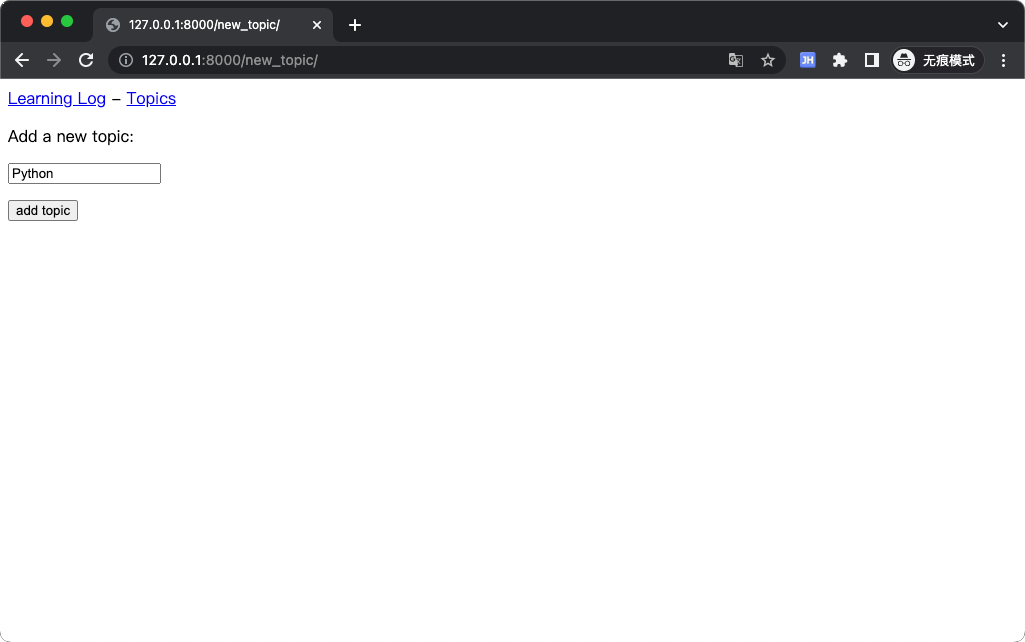 127.0.0.1:8000/new_topic/
127.0.0.1:8000/new_topic/
JH
无痕模式
Learning Log – Topics
Add a new topic:
Python
add topic